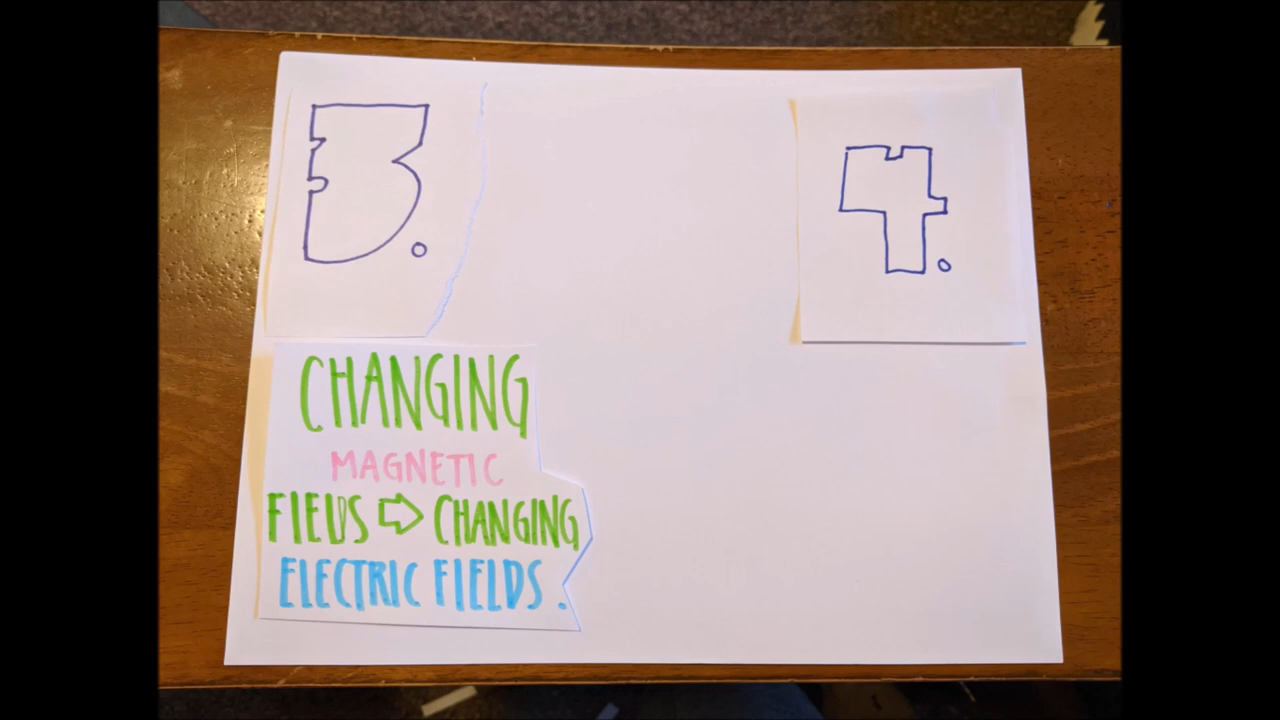 3.
4.
CHANGING
MAGNETIC
FIELDS ⇨ CHANGING
ELECTRIC FIELDS.